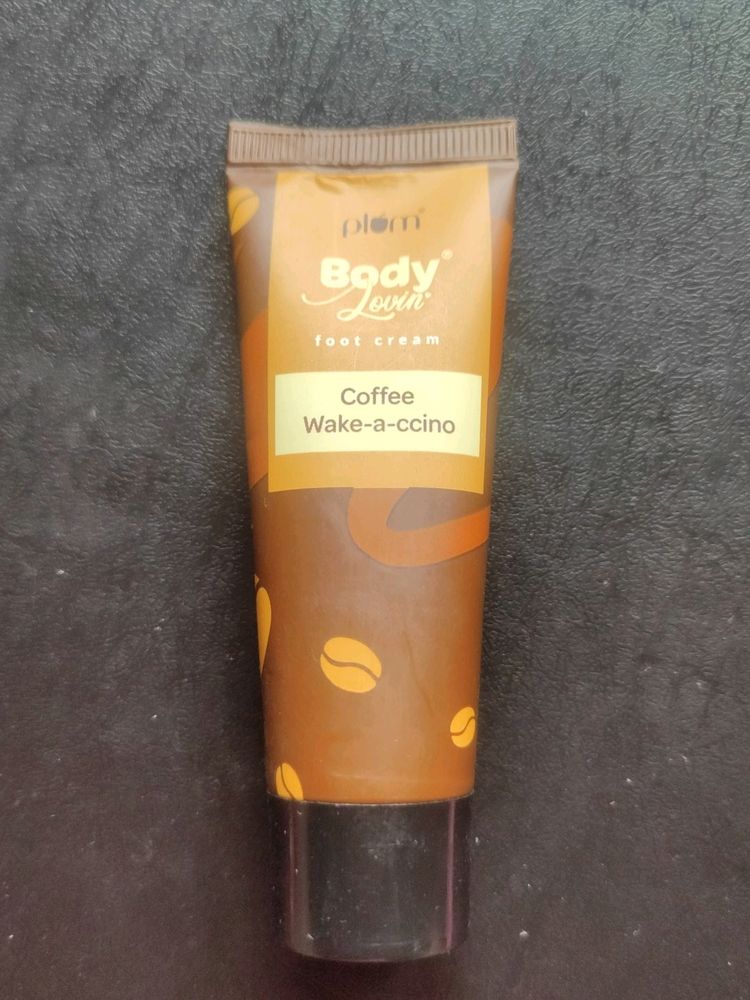 plum®
Body®
Lovin®
foot cream
Coffee
Wake-a-ccino